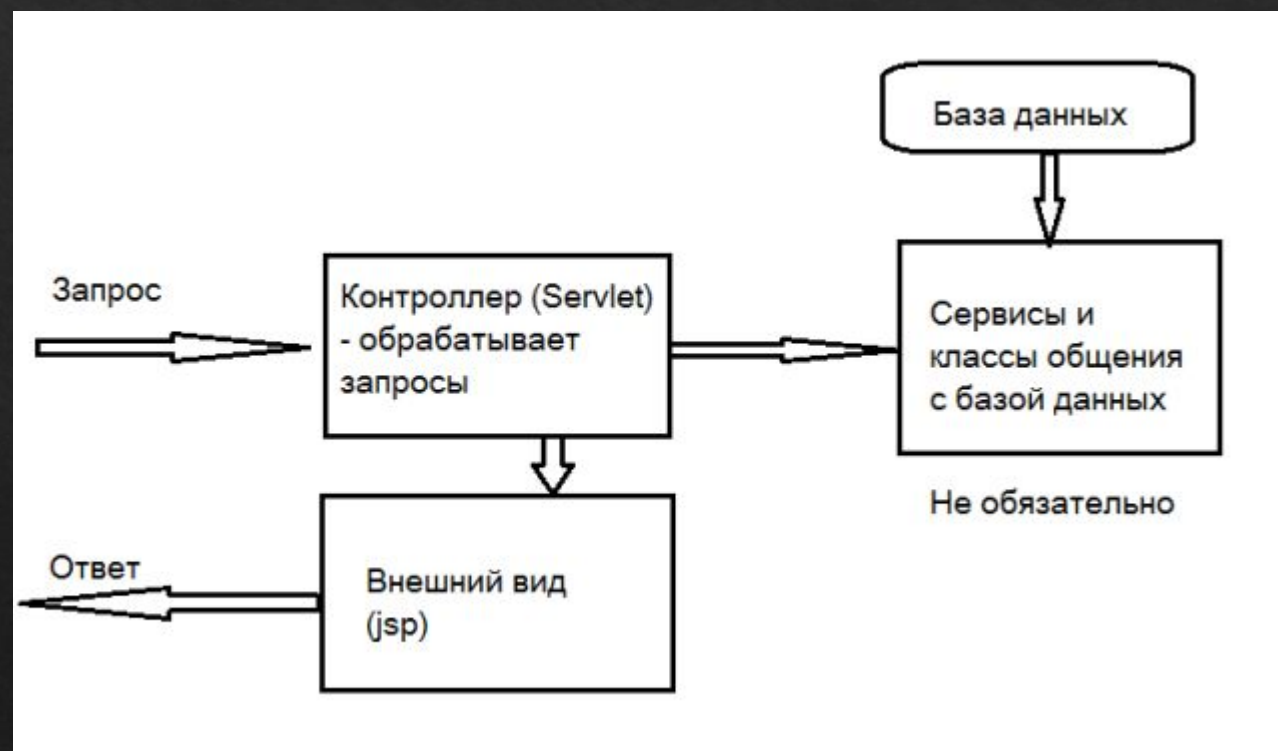 База данных
Запрос
Контроллер (Servlet)
- обрабатывает
запросы
Сервисы и
классы общения
с базой данных
Не обязательно
Ответ
Внешний вид
(jsp)